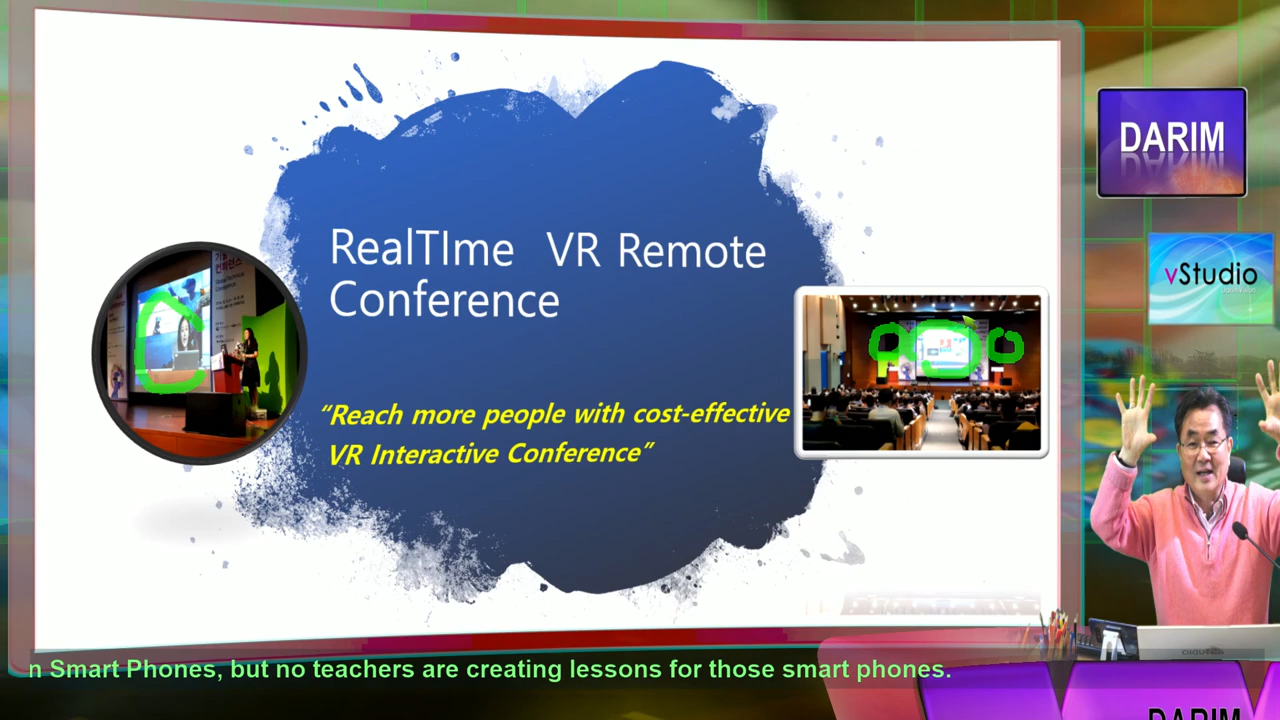 RealTIme VR Remote
Conference
“Reach more people with cost-effective
VR Interactive Conference”
DARIM
vStudio
n Smart Phones, but no teachers are creating lessons for those smart phones.
DARIM